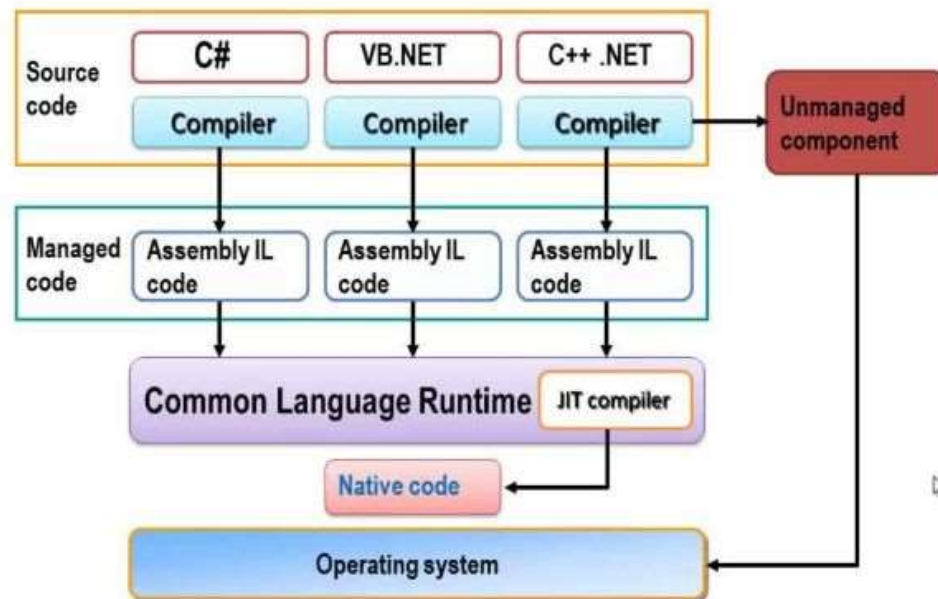 C#
VB.NET
C++ .NET
Source
code
Compiler
Compiler
Compiler
Unmanaged
component
Managed
code
Assembly IL
code
Assembly IL
code
Assembly IL
code
Common Language Runtime
JIT compiler
Native code
Operating system